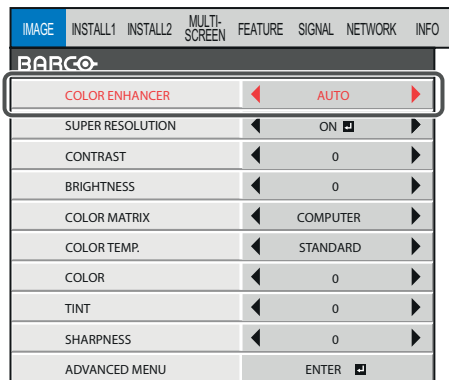 IMAGE INSTALL1 INSTALL2 MULTI-SCREEN FEATURE SIGNAL NETWORK INFO
BARCO
COLOR ENHANCER AUTO
SUPER RESOLUTION ON
CONTRAST 0
BRIGHTNESS 0
COLOR MATRIX COMPUTER
COLOR TEMP. STANDARD
COLOR 0
TINT 0
SHARPNESS 0
ADVANCED MENU ENTER